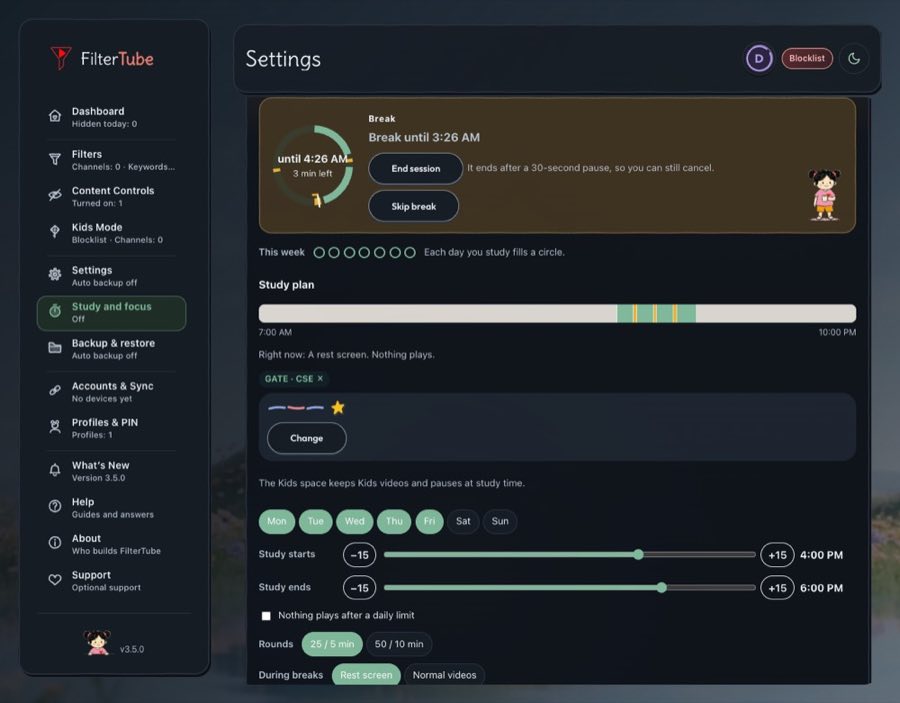 FilterTube
Dashboard
Hidden today: 0
Filters
Channels: 0 · Keywords...
Content Controls
Turned on: 1
Kids Mode
Blocklist · Channels: 0
Settings
Auto backup off
Study and focus
Off
Backup & restore
Auto backup off
Accounts & Sync
No devices yet
Profiles & PIN
Profiles: 1
What's New
Version 3.5.0
Help
Guides and answers
About
Who builds FilterTube
Support
Optional support
v3.5.0
Settings
D
Blocklist
until 4:26 AM
3 min left
Break
Break until 3:26 AM
End session
It ends after a 30-second pause, so you can still cancel.
Skip break
This week
Each day you study fills a circle.
Study plan
7:00 AM
10:00 PM
Right now: A rest screen. Nothing plays.
GATE · CSE ×
Change
The Kids space keeps Kids videos and pauses at study time.
Mon Tue Wed Thu Fri Sat Sun
Study starts −15 +15 4:00 PM
Study ends −15 +15 6:00 PM
Nothing plays after a daily limit
Rounds 25 / 5 min 50 / 10 min
During breaks Rest screen Normal videos